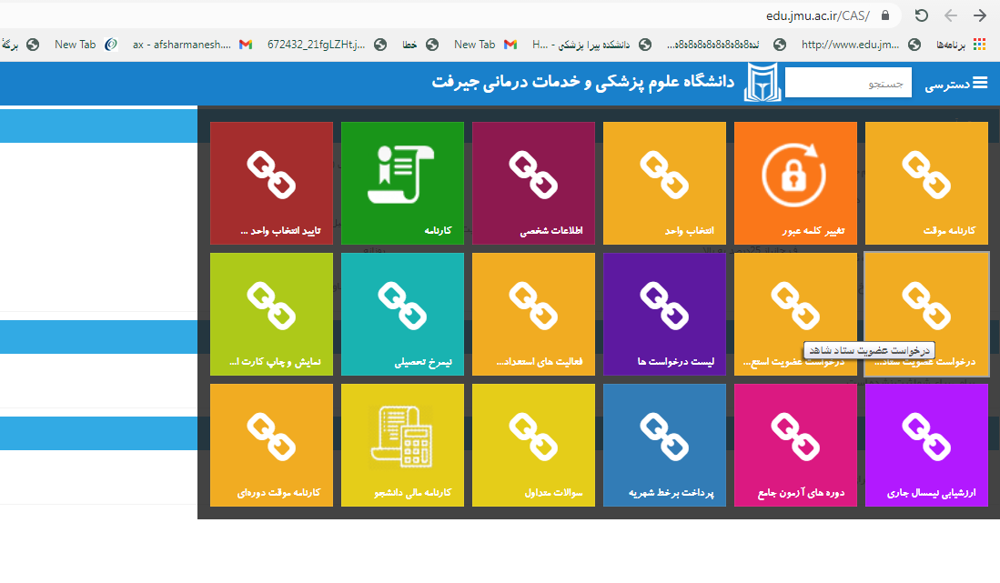 edu.jmu.ac.ir/CAS/
برنامه‌ها
http://www.edu.jm...
ثده8ه8ه8ه8ه8ه8ه8ه...
دانشکده پیرا پزشکی - ...H
New Tab
خطا
672432_21fgLZHt.j...
ax - afsharmanesh....
New Tab
برگهٔ
دسترسی
جستجو
دانشگاه علوم پزشکی و خدمات درمانی جیرفت
کارنامه موقت
تغییر کلمه عبور
انتخاب واحد
اطلاعات شخصی
کارنامه
تایید انتخاب واحد ...
درخواست عضویت ستاد شاهد
درخواست عضویت ستاد...
درخواست عضویت استع...
لیست درخواست ها
فعالیت های استعداد...
نیمرخ تحصیلی
نمایش و چاپ کارت ا...
ارزشیابی نیمسال جاری
دوره های آزمون جامع
پرداخت برخط شهریه
سوالات متداول
کارنامه مالی دانشجو
کارنامه موقت دوره‌ای